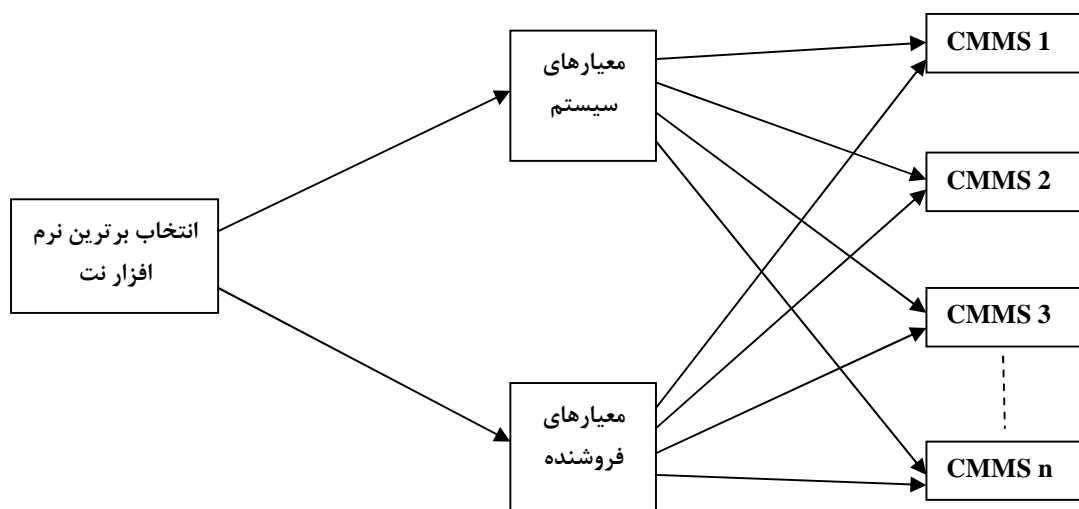 انتخاب برترین نرم
افزار نت
معیارهای
سیستم
معیارهای
فروشنده
CMMS 1
CMMS 2
CMMS 3
CMMS n